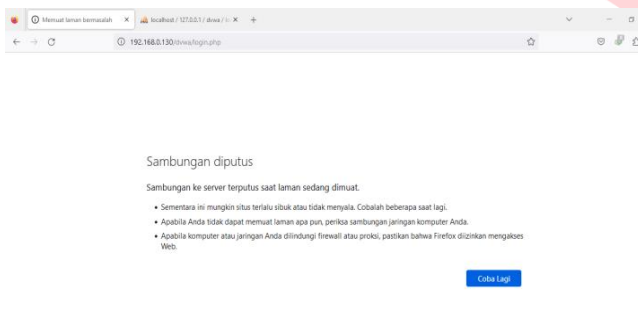 Memuat laman bermasalah
localhost / 127.0.0.1 / dvwa /
192.168.0.130/dvwa/login.php
Sambungan diputus
Sambungan ke server terputus saat laman sedang dimuat.
• Sementara ini mungkin situs terlalu sibuk atau tidak menyala. Cobalah beberapa saat lagi.
• Apabila Anda tidak dapat memuat laman apa pun, periksa sambungan jaringan komputer Anda.
• Apabila komputer atau jaringan Anda dilindungi firewall atau proksi, pastikan bahwa Firefox diizinkan mengakses
Web.
Coba Lagi